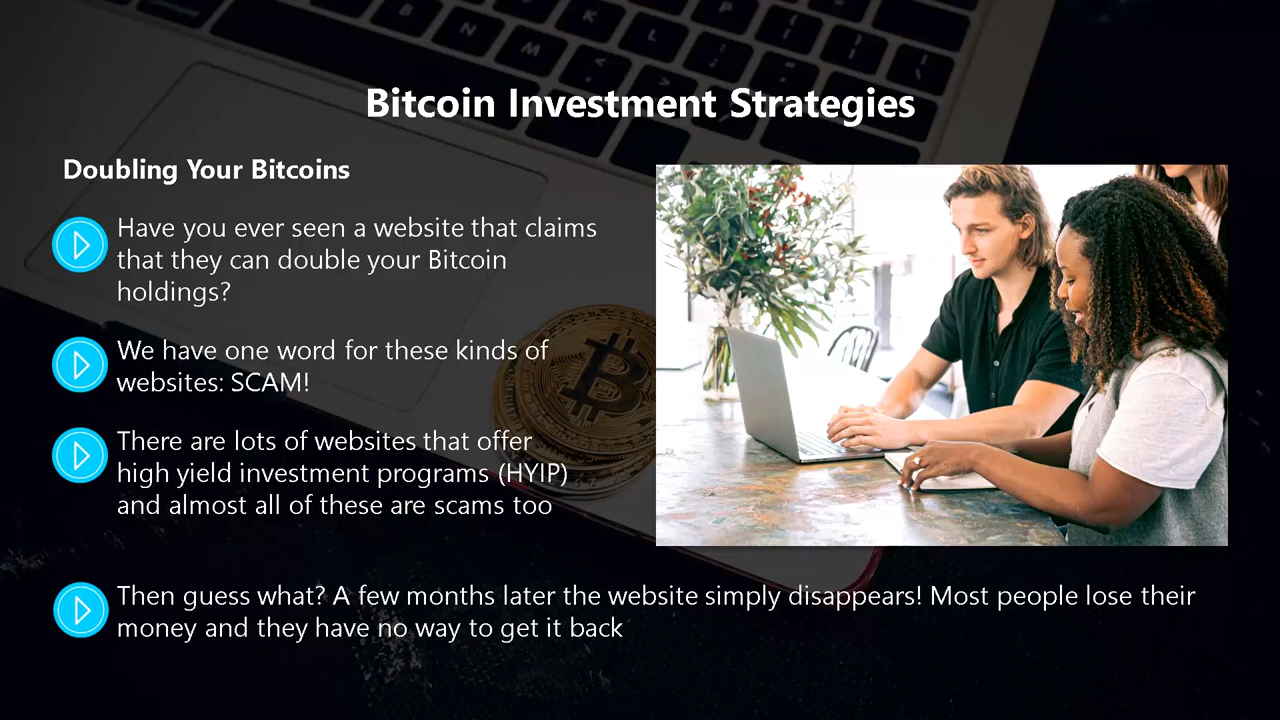 Bitcoin Investment Strategies
Doubling Your Bitcoins
Have you ever seen a website that claims
that they can double your Bitcoin
holdings?
We have one word for these kinds of
websites: SCAM!
There are lots of websites that offer
high yield investment programs (HYIP)
and almost all of these are scams too
Then guess what? A few months later the website simply disappears! Most people lose their
money and they have no way to get it back